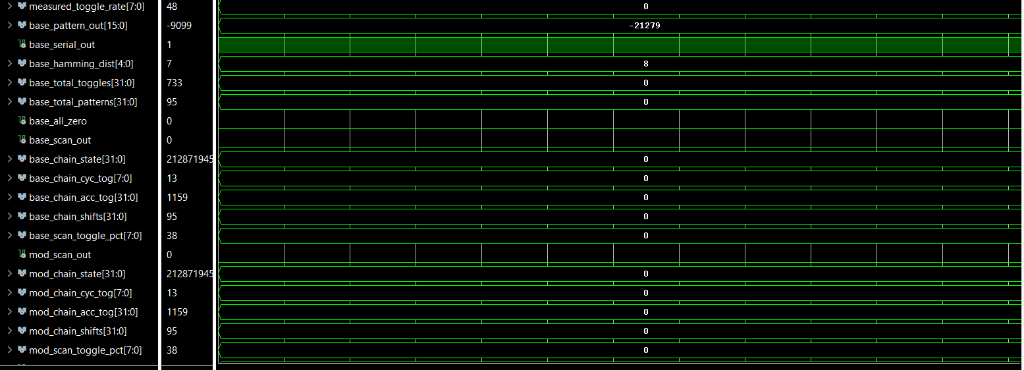 measured_toggle_rate[7:0] 48 0
base_pattern_out[15:0] -9099 -21279
base_serial_out 1
base_hamming_dist[4:0] 7 8
base_total_toggles[31:0] 733 0
base_total_patterns[31:0] 95 0
base_all_zero 0
base_scan_out 0
base_chain_state[31:0] 212871945 0
base_chain_cyc_tog[7:0] 13 0
base_chain_acc_tog[31:0] 1159 0
base_chain_shifts[31:0] 95 0
base_scan_toggle_pct[7:0] 38 0
mod_scan_out 0
mod_chain_state[31:0] 212871945 0
mod_chain_cyc_tog[7:0] 13 0
mod_chain_acc_tog[31:0] 1159 0
mod_chain_shifts[31:0] 95 0
mod_scan_toggle_pct[7:0] 38 0